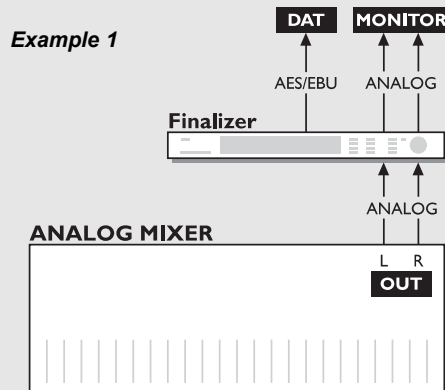 DAT MONITOR
Example 1
AES/EBU ANALOG
Finalizer
ANALOG
ANALOG MIXER
L R
OUT